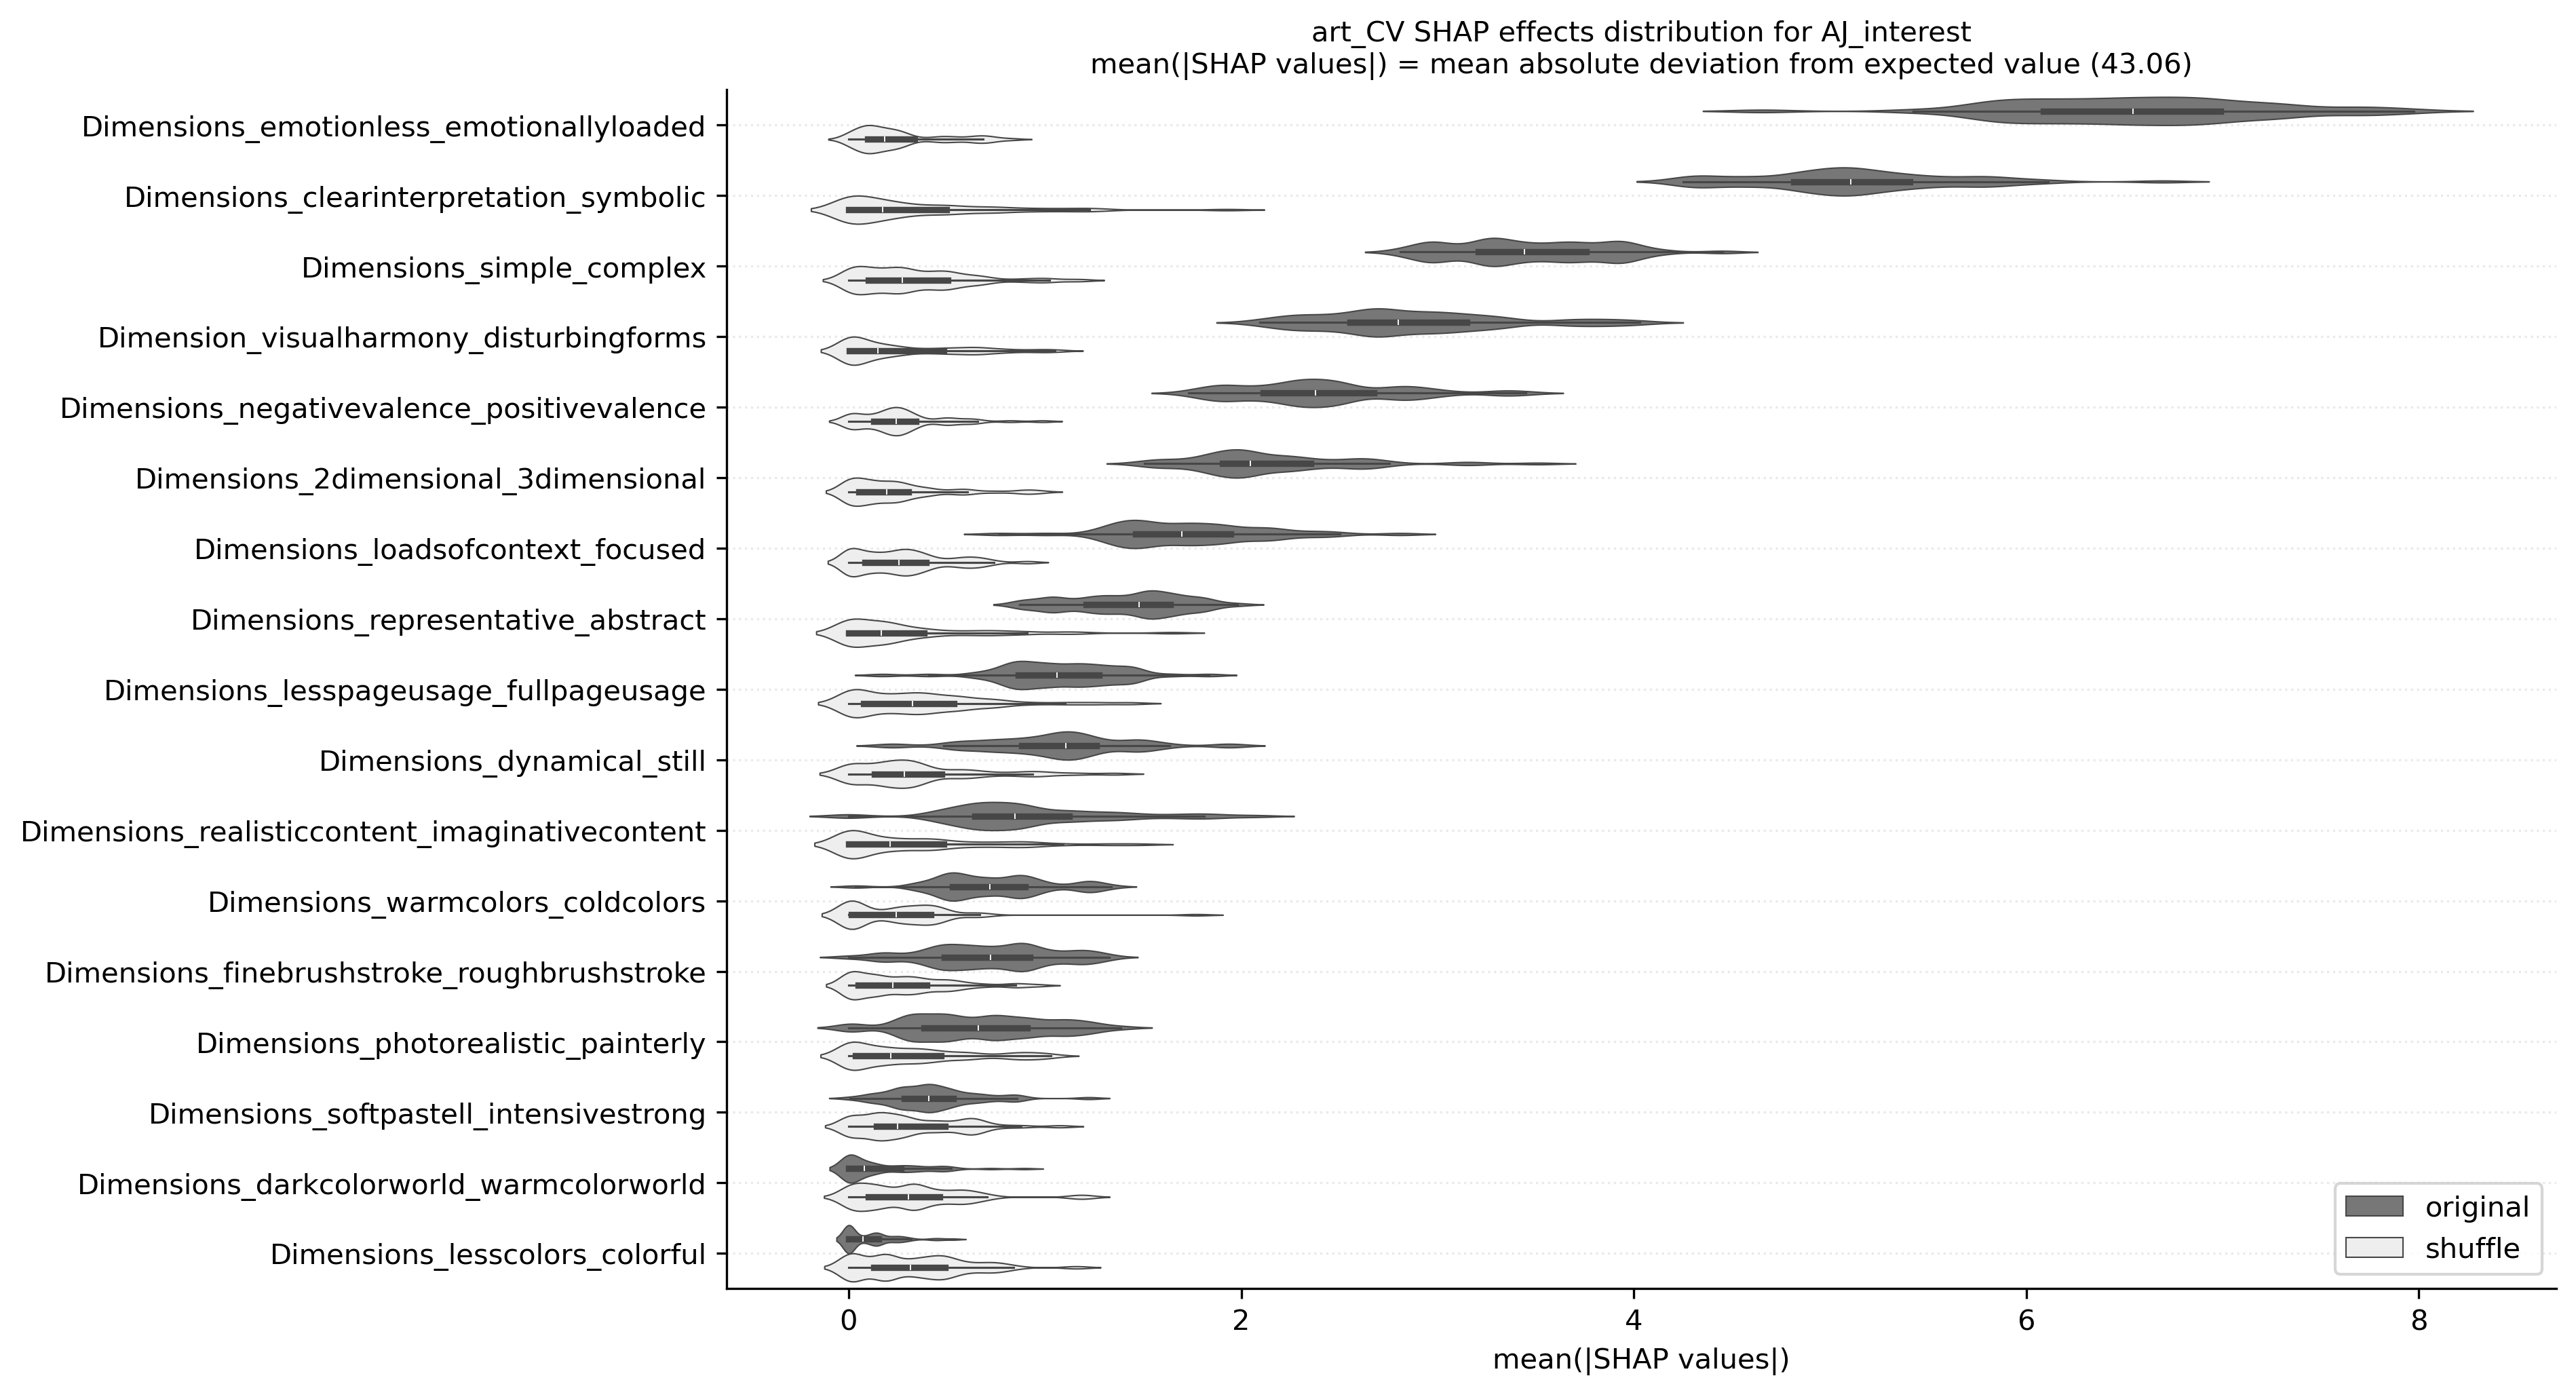 art_CV SHAP effects distribution for AJ_interest
mean(|SHAP values|) = mean absolute deviation from expected value (43.06)
Dimensions_emotionless_emotionallyloaded
Dimensions_clearinterpretation_symbolic
Dimensions_simple_complex
Dimension_visualharmony_disturbingforms
Dimensions_negativevalence_positivevalence
Dimensions_2dimensional_3dimensional
Dimensions_loadsofcontext_focused
Dimensions_representative_abstract
Dimensions_lesspageusage_fullpageusage
Dimensions_dynamical_still
Dimensions_realisticcontent_imaginativecontent
Dimensions_warmcolors_coldcolors
Dimensions_finebrushstroke_roughbrushstroke
Dimensions_photorealistic_painterly
Dimensions_softpastell_intensivestrong
Dimensions_darkcolorworld_warmcolorworld
Dimensions_lesscolors_colorful
original
shuffle
0 2 4 6 8
mean(|SHAP values|)